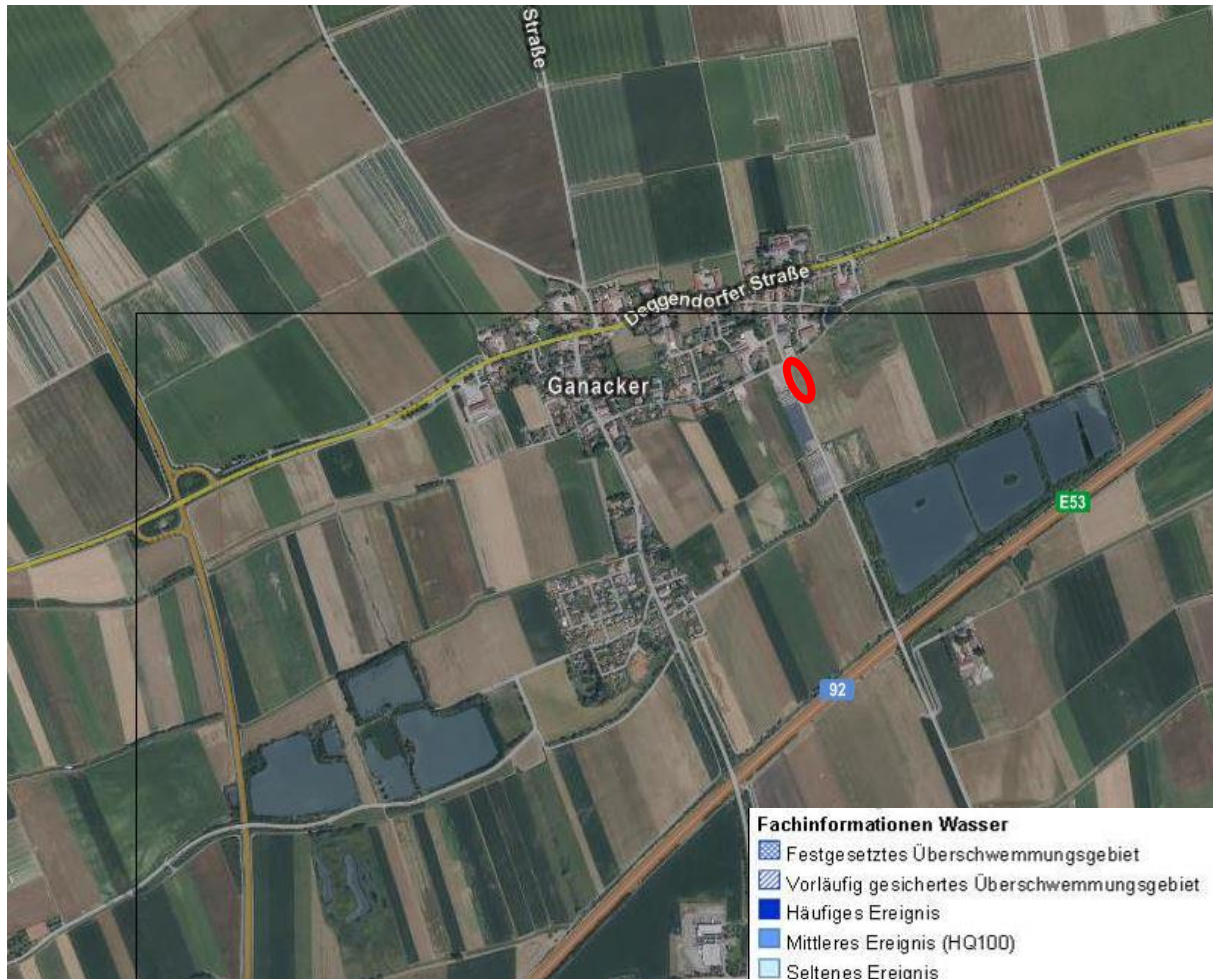 Straße
Deggendorfer Straße
Ganacker
E53
92
Fachinformationen Wasser
Festgesetztes Überschwemmungsgebiet
Vorläufig gesichertes Überschwemmungsgebiet
Häufiges Ereignis
Mittleres Ereignis (HQ100)
Seltenes Ereignis